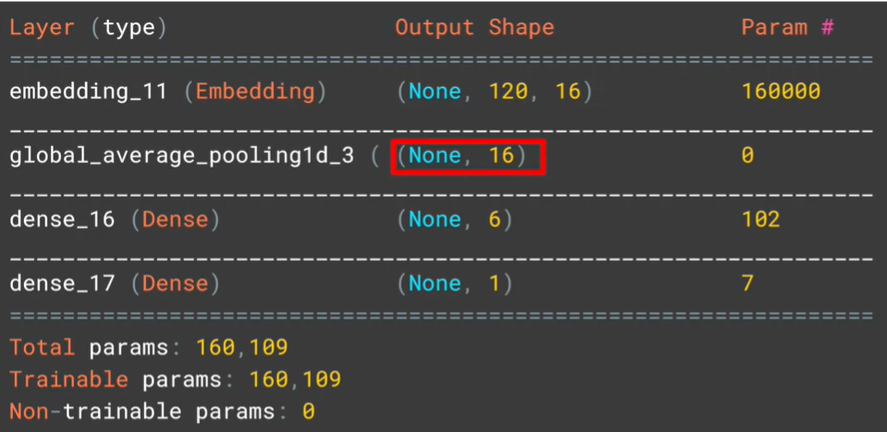 Layer (type) Output Shape Param #
=================================================================
embedding_11 (Embedding) (None, 120, 16) 160000
_________________________________________________________________
global_average_pooling1d_3 ( (None, 16) 0
_________________________________________________________________
dense_16 (Dense) (None, 6) 102
_________________________________________________________________
dense_17 (Dense) (None, 1) 7
=================================================================
Total params: 160,109
Trainable params: 160,109
Non-trainable params: 0